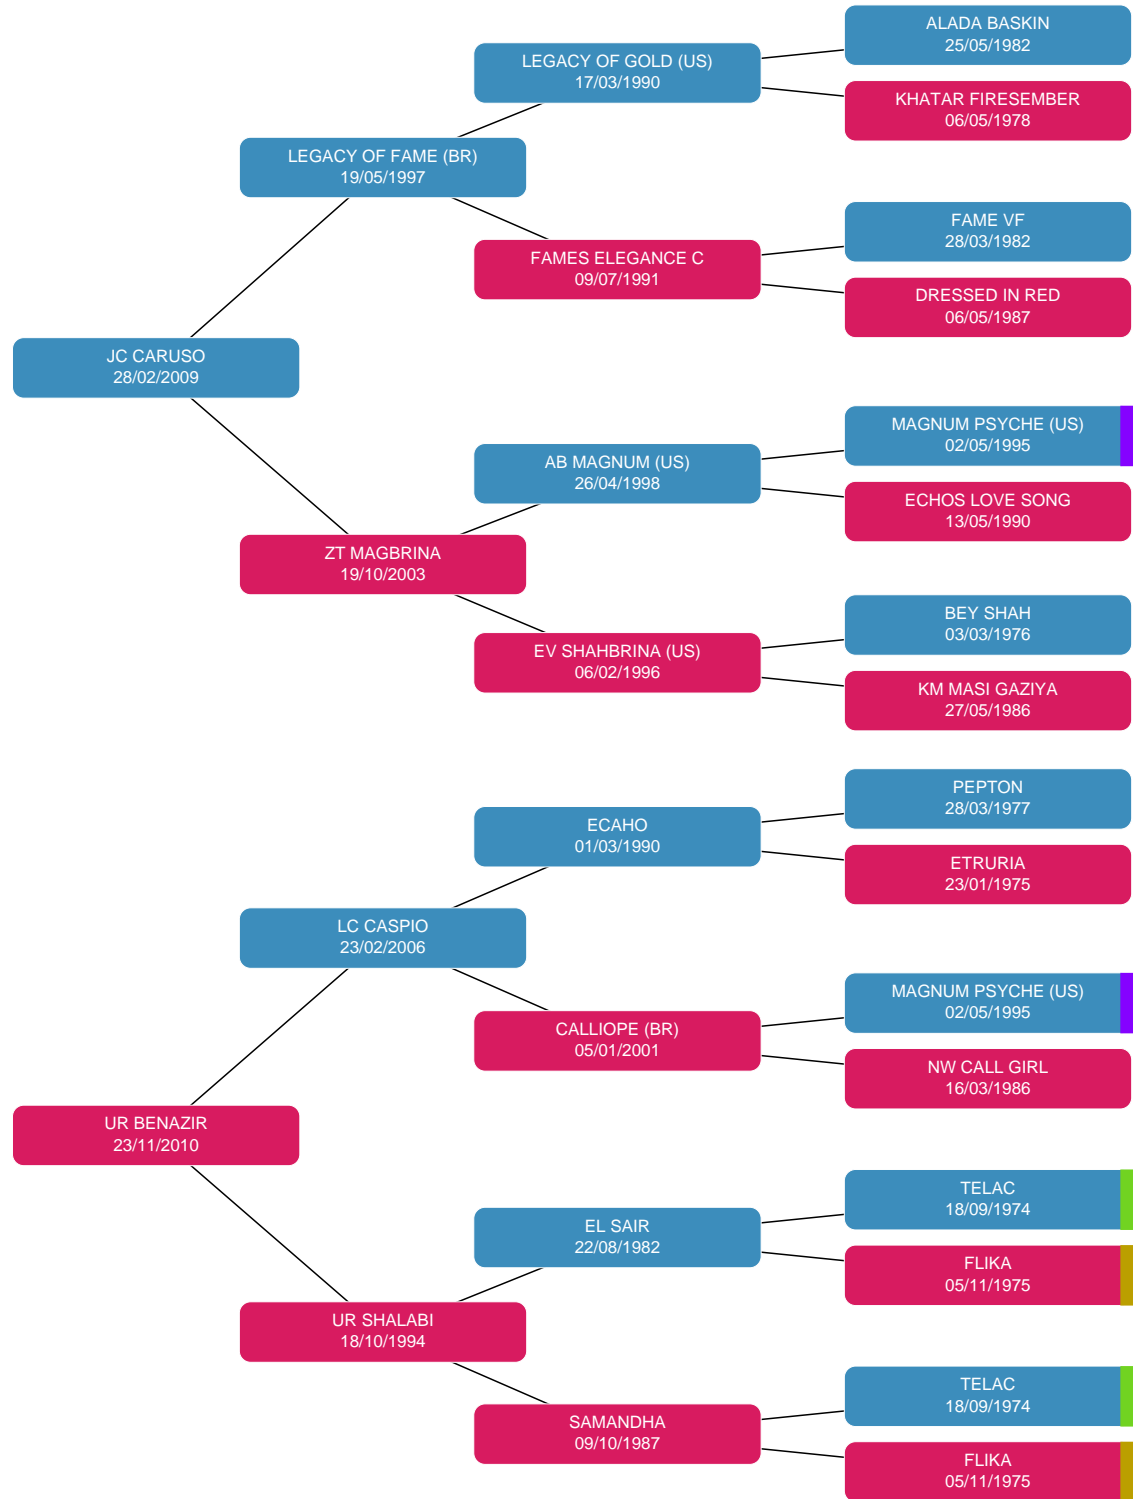 ALADA BASKIN
25/05/1982
LEGACY OF GOLD (US)
17/03/1990
KHATAR FIRESEMBER
06/05/1978
LEGACY OF FAME (BR)
19/05/1997
FAME VF
28/03/1982
FAMES ELEGANCE C
09/07/1991
DRESSED IN RED
06/05/1987
JC CARUSO
28/02/2009
MAGNUM PSYCHE (US)
02/05/1995
AB MAGNUM (US)
26/04/1998
ECHOS LOVE SONG
13/05/1990
ZT MAGBRINA
19/10/2003
BEY SHAH
03/03/1976
EV SHAHBRINA (US)
06/02/1996
KM MASI GAZIYA
27/05/1986
PEPTON
28/03/1977
ECAHO
01/03/1990
ETRURIA
23/01/1975
LC CASPIO
23/02/2006
MAGNUM PSYCHE (US)
02/05/1995
CALLIOPE (BR)
05/01/2001
NW CALL GIRL
16/03/1986
UR BENAZIR
23/11/2010
TELAC
18/09/1974
EL SAIR
22/08/1982
FLIKA
05/11/1975
UR SHALABI
18/10/1994
TELAC
18/09/1974
SAMANDHA
09/10/1987
FLIKA
05/11/1975